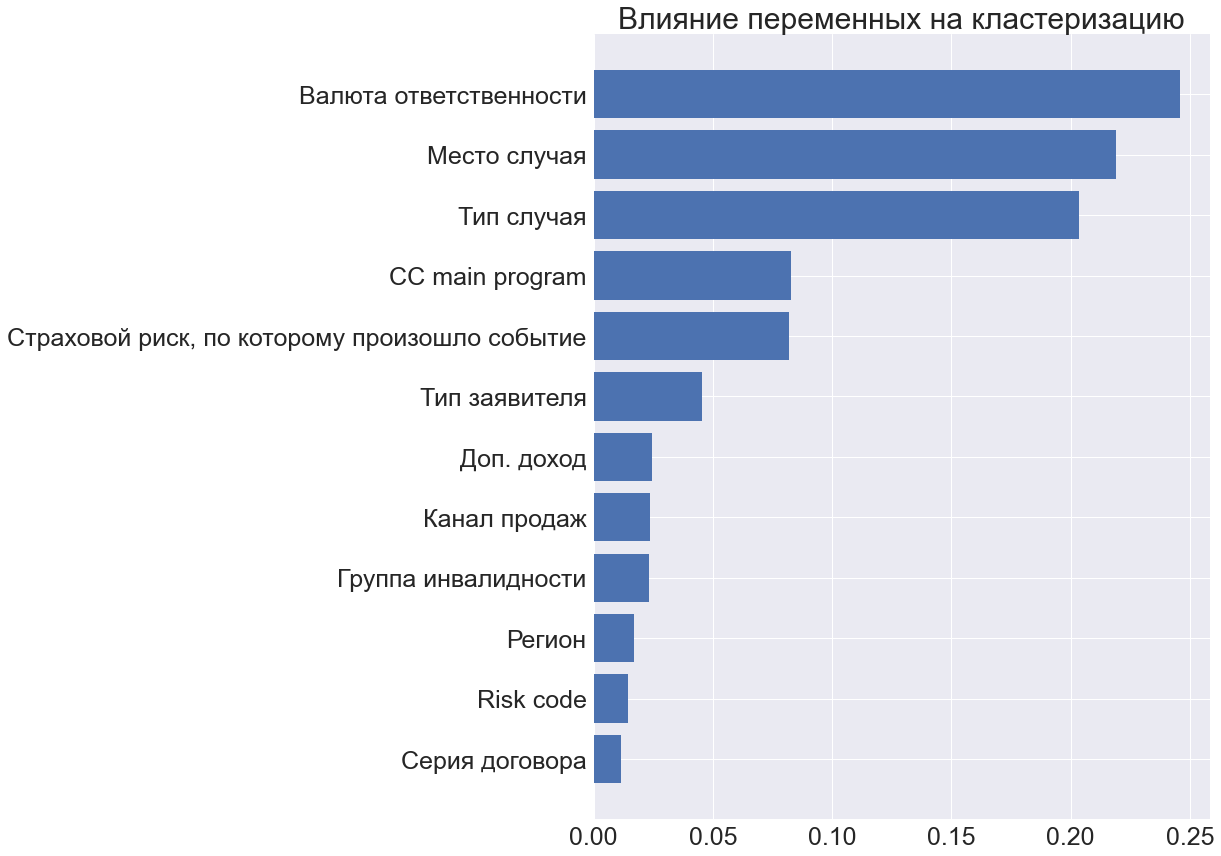 Влияние переменных на кластеризацию
Валюта ответственности
Место случая
Тип случая
CC main program
Страховой риск, по которому произошло событие
Тип заявителя
Доп. доход
Канал продаж
Группа инвалидности
Регион
Risk code
Серия договора
0.00 0.05 0.10 0.15 0.20 0.25